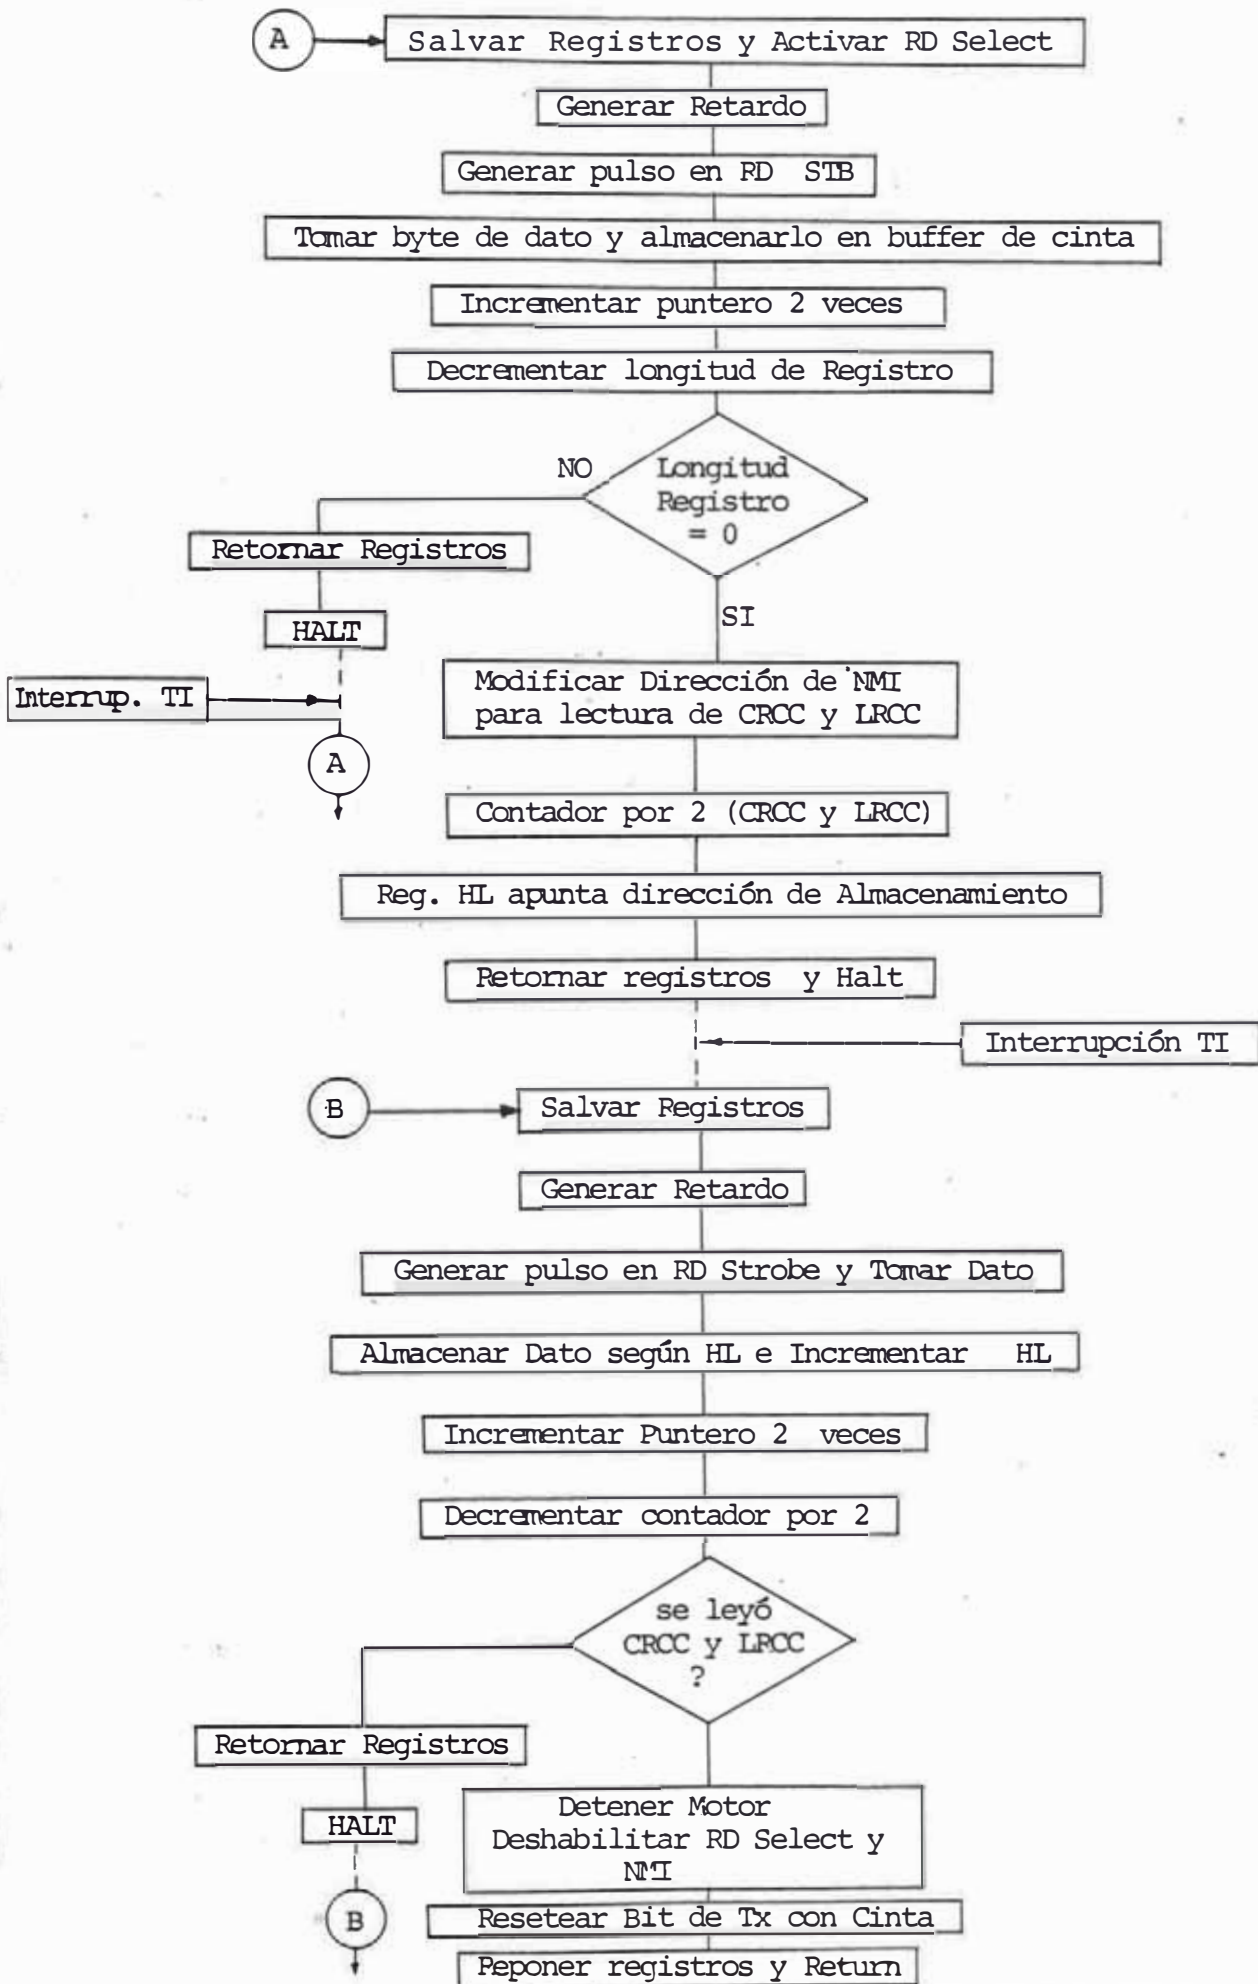 A
Salvar Registros y Activar RD Select
Generar Retardo
Generar pulso en RD STB
Tomar byte de dato y almacenarlo en buffer de cinta
Incrementar puntero 2 veces
Decrementar longitud de Registro
NO
Longitud
Registro
= 0
Retornar Registros
HALT
SI
Interrup. TI
A
Modificar Dirección de NMI
para lectura de CRCC y LRCC
Contador por 2 (CRCC y LRCC)
Reg. HL apunta dirección de Almacenamiento
Retornar registros y Halt
Interrupción TI
B
Salvar Registros
Generar Retardo
Generar pulso en RD Strobe y Tomar Dato
Almacenar Dato según HL e Incrementar HL
Incrementar Puntero 2 veces
Decrementar contador por 2
se leyó
CRCC y LRCC
?
Retornar Registros
HALT
B
Detener Motor
Deshabilitar RD Select y
NMI
Resetear Bit de Tx con Cinta
Peponer registros y Return